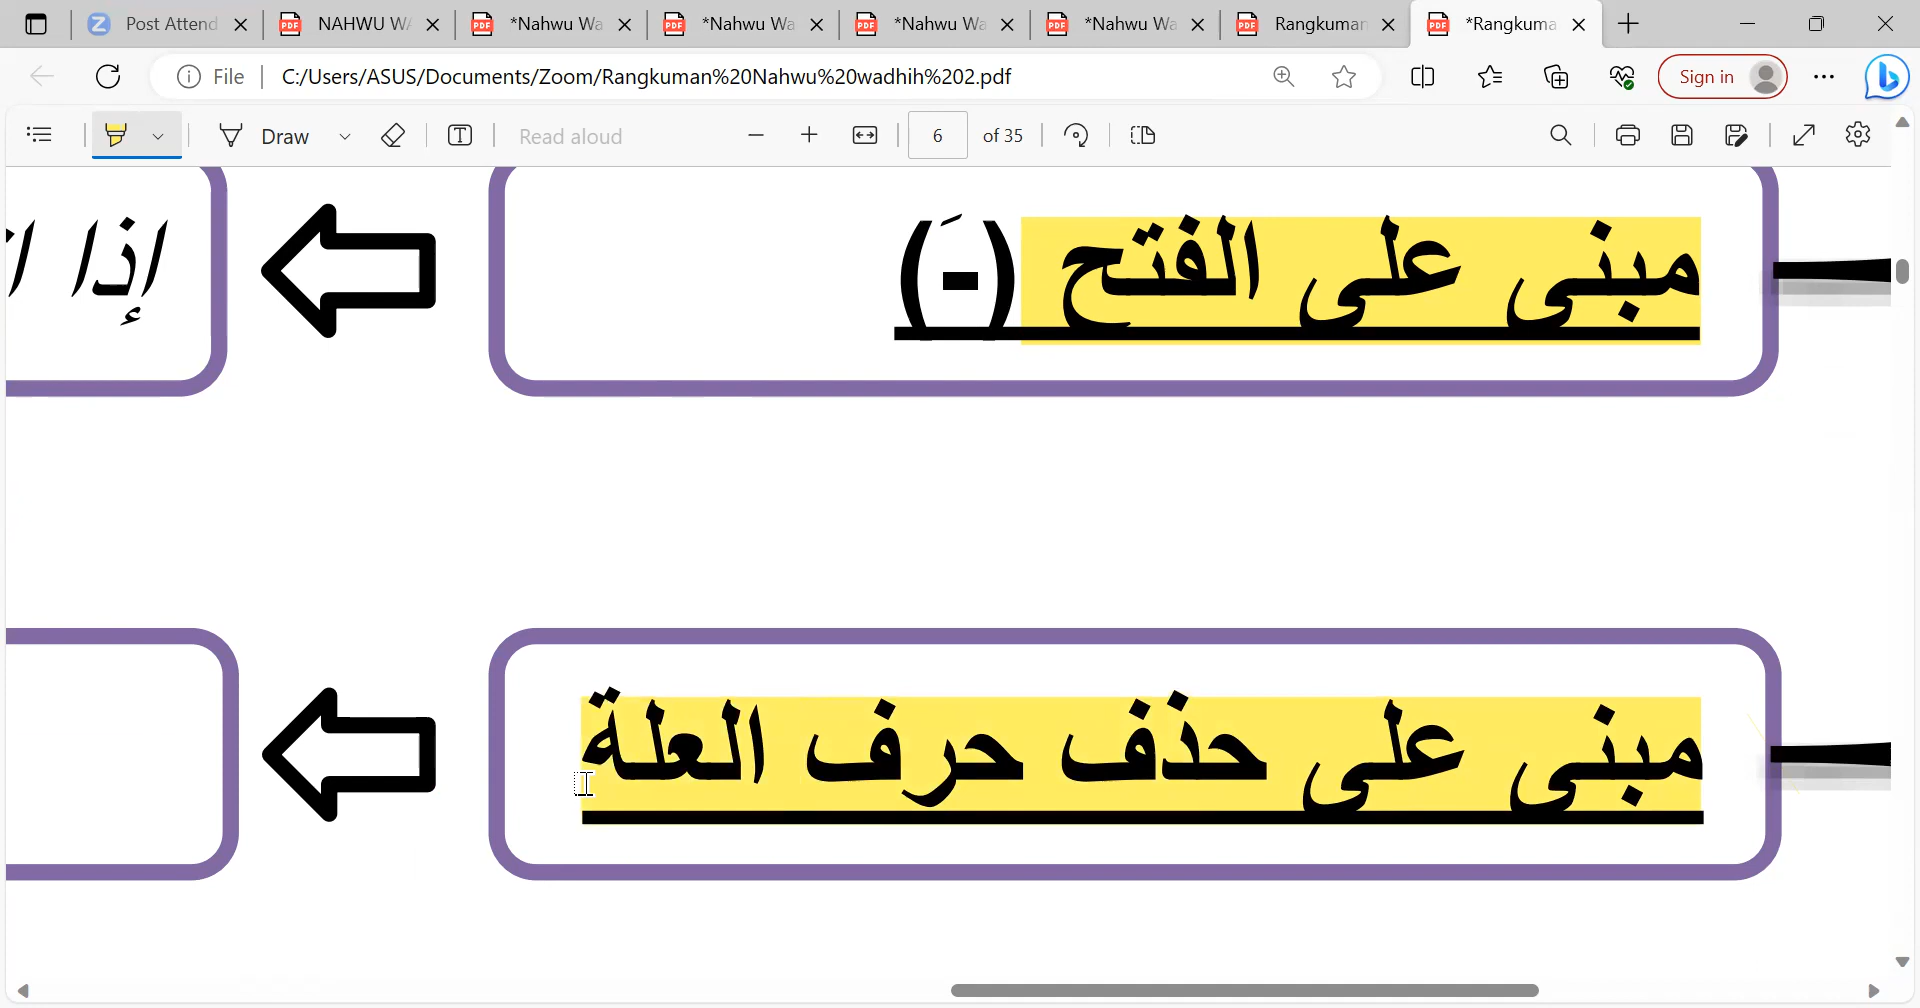 Post Attend
NAHWU WA
*Nahwu Wa
*Nahwu Wa
*Nahwu Wa
*Nahwu Wa
Rangkuman
*Rangkuma
File
C:/Users/ASUS/Documents/Zoom/Rangkuman%20Nahwu%20wadhih%202.pdf
Sign in
Draw
Read aloud
6 of 35
مبنى على الفتح (-َ)
إذا
مبنى على حذف حرف العلة